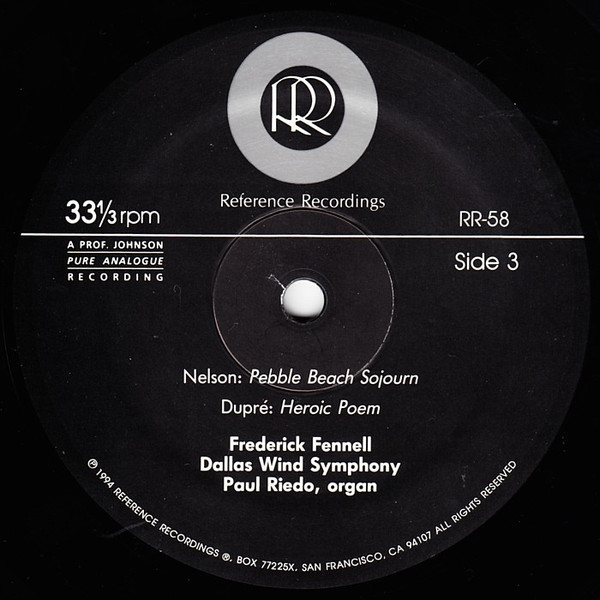 RR
Reference Recordings
33⅓ rpm
RR-58
A PROF. JOHNSON
PURE ANALOGUE
RECORDING
Side 3
Nelson: Pebble Beach Sojourn
Dupré: Heroic Poem
Frederick Fennell
Dallas Wind Symphony
Paul Riedo, organ
℗ 1994 REFERENCE RECORDINGS ®, BOX 77225X, SAN FRANCISCO, CA 94107 ALL RIGHTS RESERVED